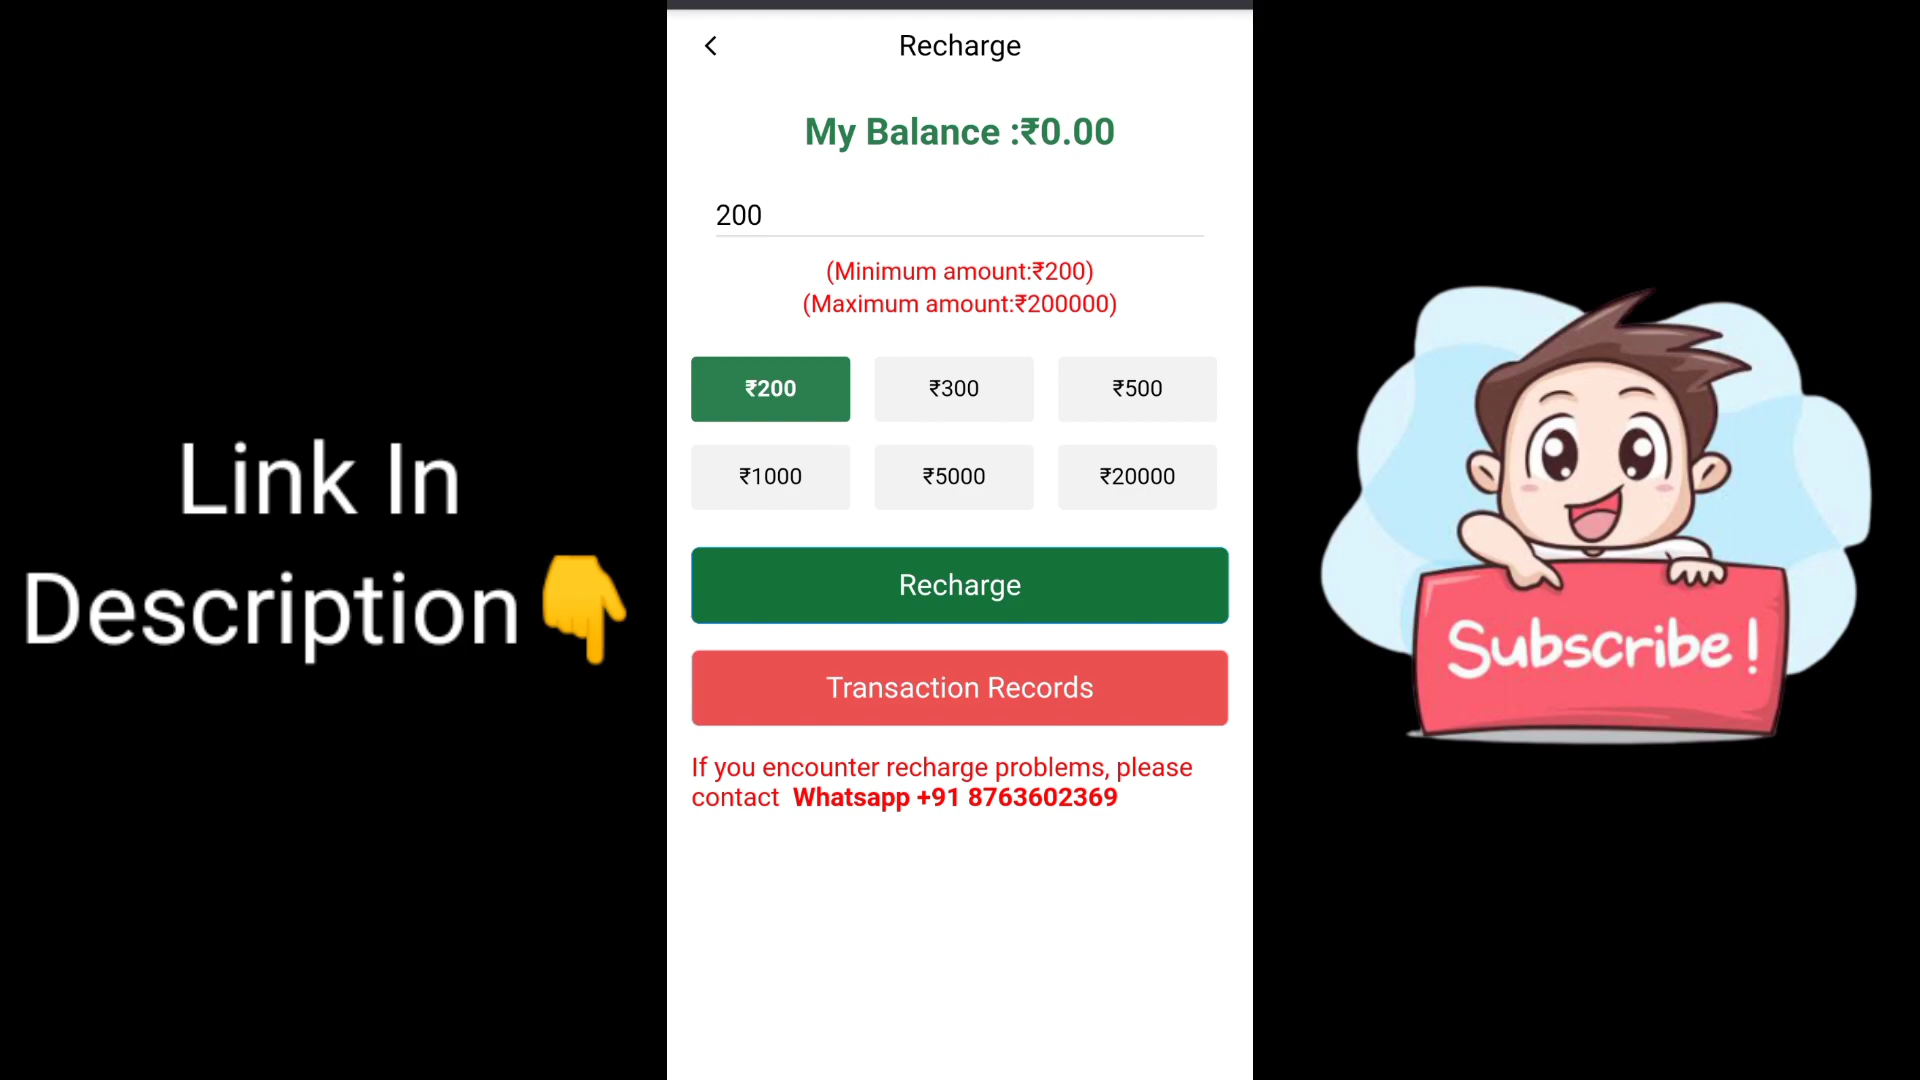 Recharge
My Balance :₹0.00
200
(Minimum amount:₹200)
(Maximum amount:₹200000)
₹200 ₹300 ₹500
₹1000 ₹5000 ₹20000
Recharge
Transaction Records
If you encounter recharge problems, please
contact Whatsapp +91 8763602369
Link In
Description👇
Subscribe!